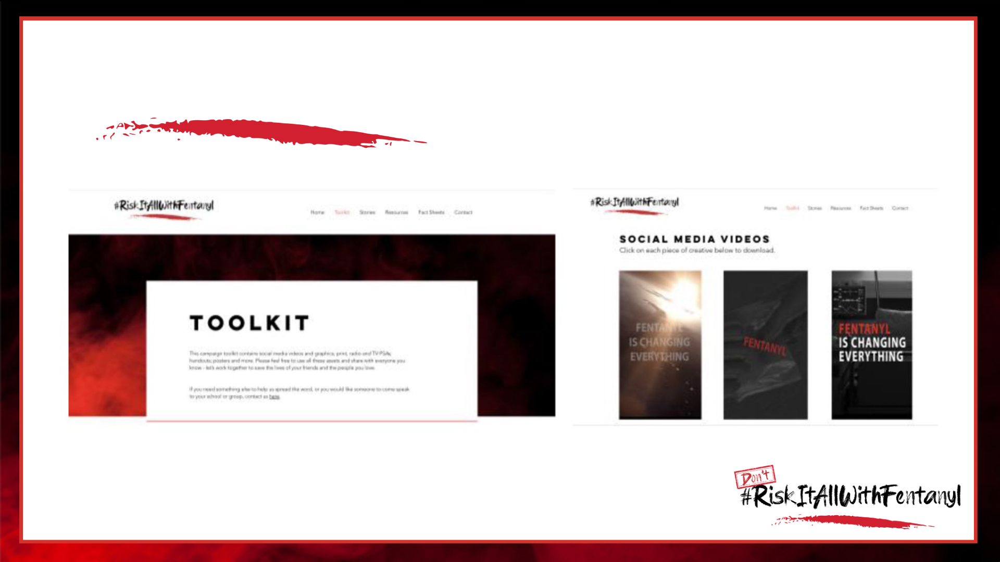 #RiskItAllWithFentanyl
Home Toolkit Stories Resources Fact Sheets Contact
TOOLKIT
This campaign toolkit contains social media videos and graphics, print, radio and TV PSAs,
handouts, posters and more. Please feel free to use all these assets and share with everyone you
know - let's work together to save the lives of your friends and the people you love.
If you need something else to help us spread the word, or you would like someone to come speak
to your school or group, contact us here.
#RiskItAllWithFentanyl
Home Toolkit Stories Resources Fact Sheets Contact
SOCIAL MEDIA VIDEOS
Click on each piece of creative below to download.
FENTANYL
IS CHANGING
EVERYTHING
FENTANYL
FENTANYL
IS CHANGING
EVERYTHING
Don't
#RiskItAllWithFentanyl